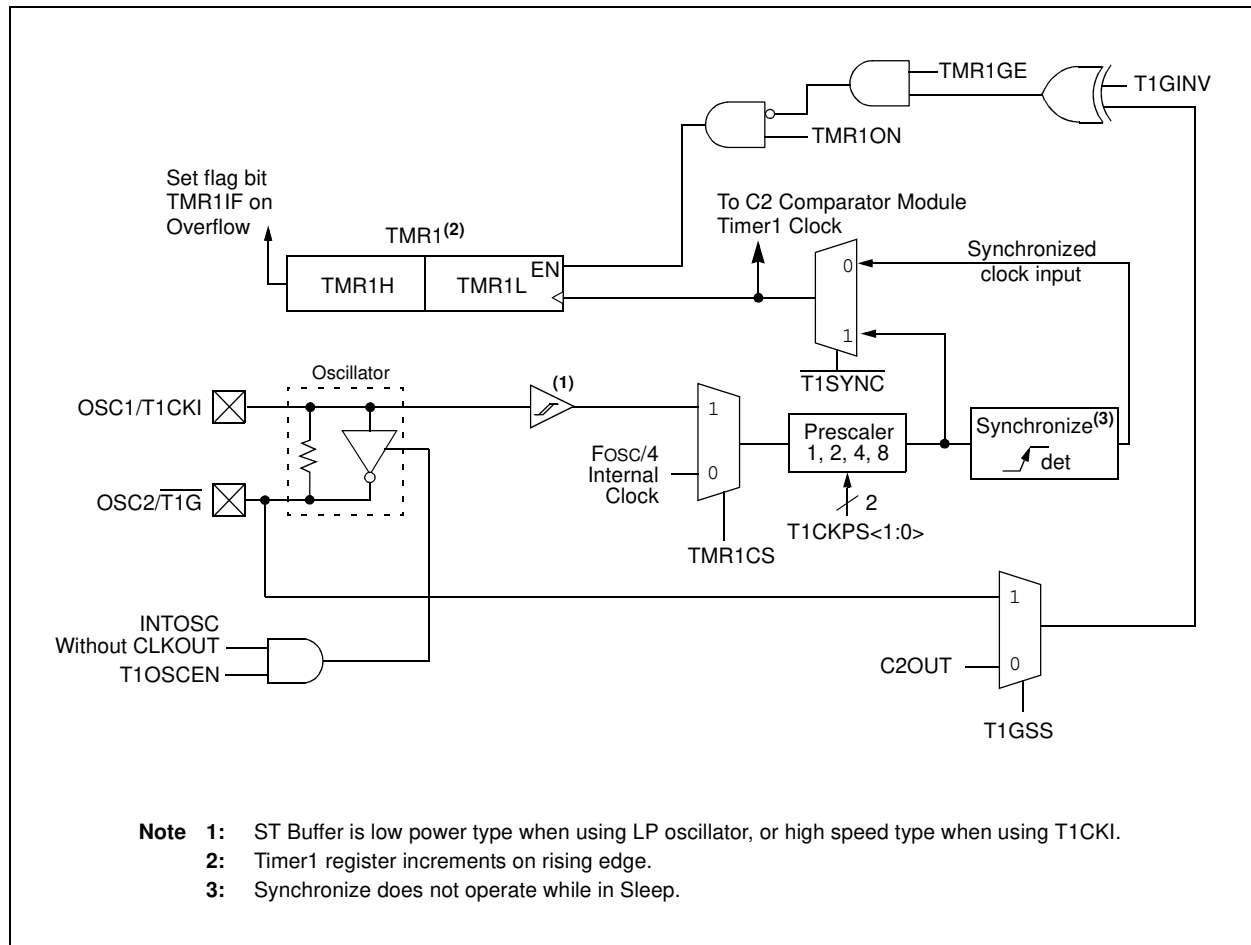 TMR1GE
T1GINV
TMR1ON
Set flag bit
TMR1IF on
Overflow
To C2 Comparator Module
Timer1 Clock
TMR1(2)
EN
TMR1H
TMR1L
0
1
Synchronized
clock input
T1SYNC
Oscillator
(1)
OSC1/T1CKI
1
0
FOSC/4
Internal
Clock
Prescaler
1, 2, 4, 8
Synchronize(3)
det
OSC2/T1G
2
T1CKPS<1:0>
TMR1CS
INTOSC
Without CLKOUT
T1OSCEN
1
0
C2OUT
T1GSS
Note 1: ST Buffer is low power type when using LP oscillator, or high speed type when using T1CKI.
2: Timer1 register increments on rising edge.
3: Synchronize does not operate while in Sleep.